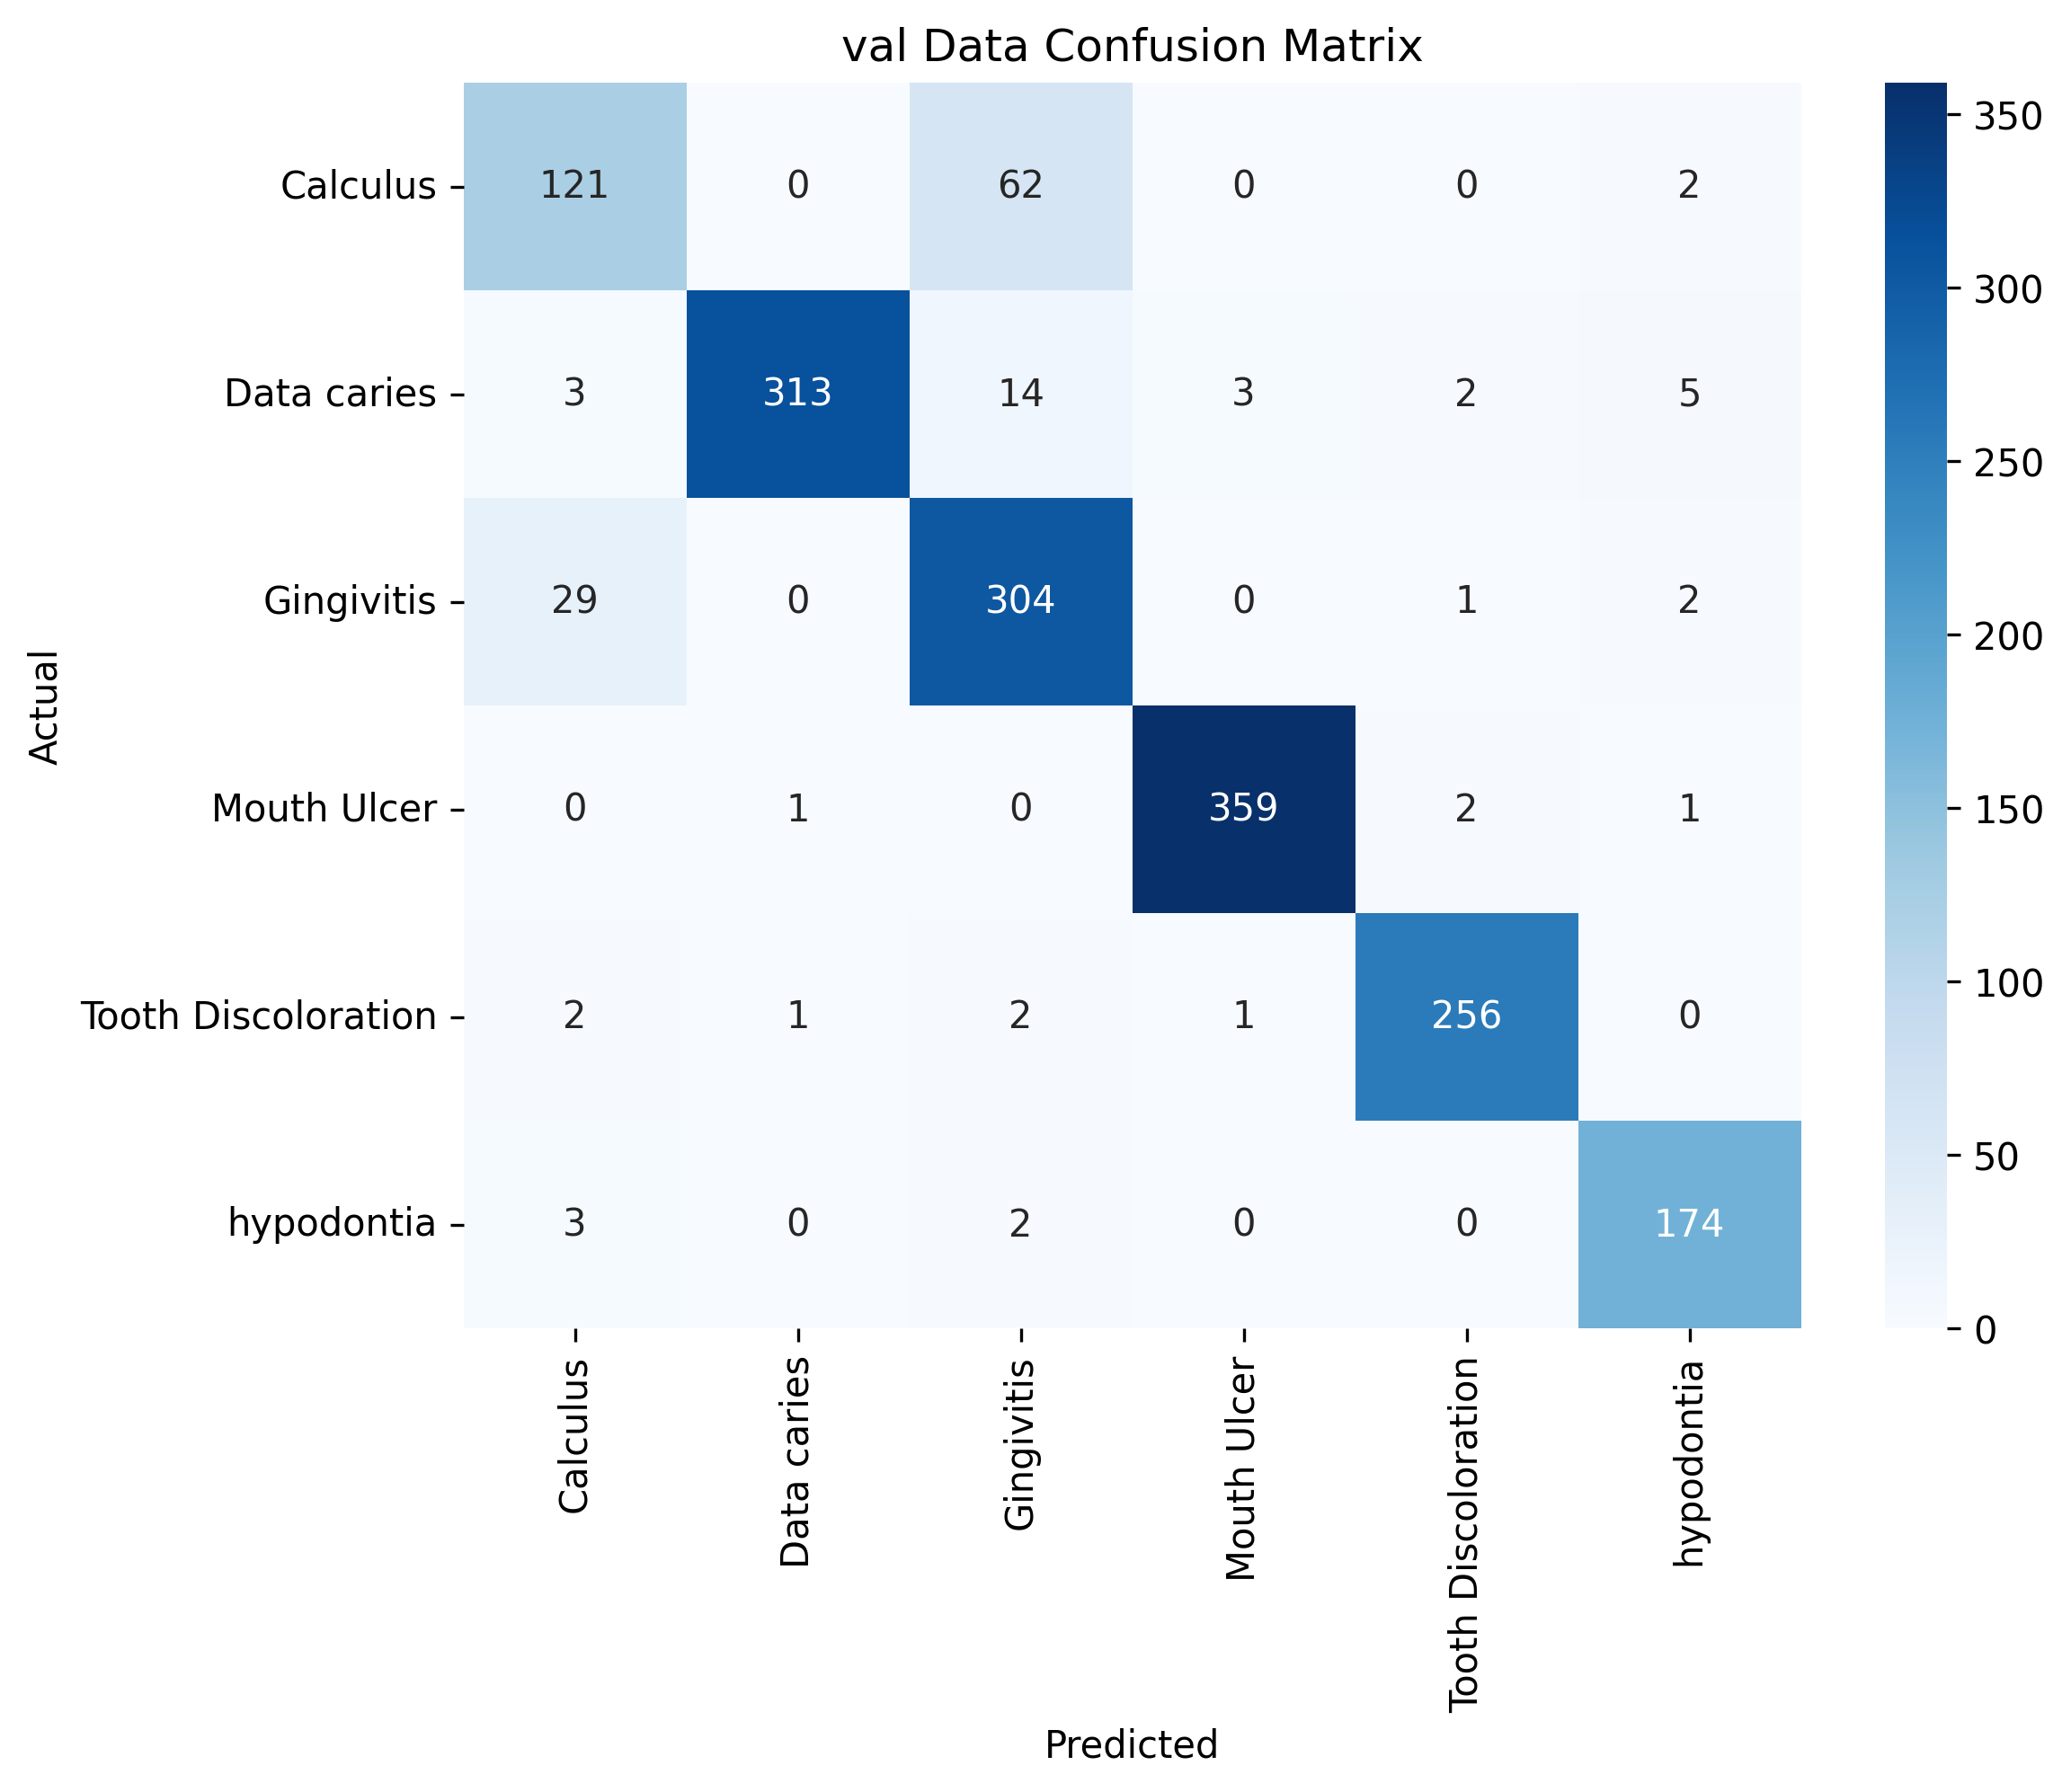 val Data Confusion Matrix
Calculus 121 0 62 0 0 2
Data caries 3 313 14 3 2 5
Gingivitis 29 0 304 0 1 2
Mouth Ulcer 0 1 0 359 2 1
Tooth Discoloration 2 1 2 1 256 0
hypodontia 3 0 2 0 0 174
Actual
Calculus
Data caries
Gingivitis
Mouth Ulcer
Tooth Discoloration
hypodontia
Predicted
350
300
250
200
150
100
50
0